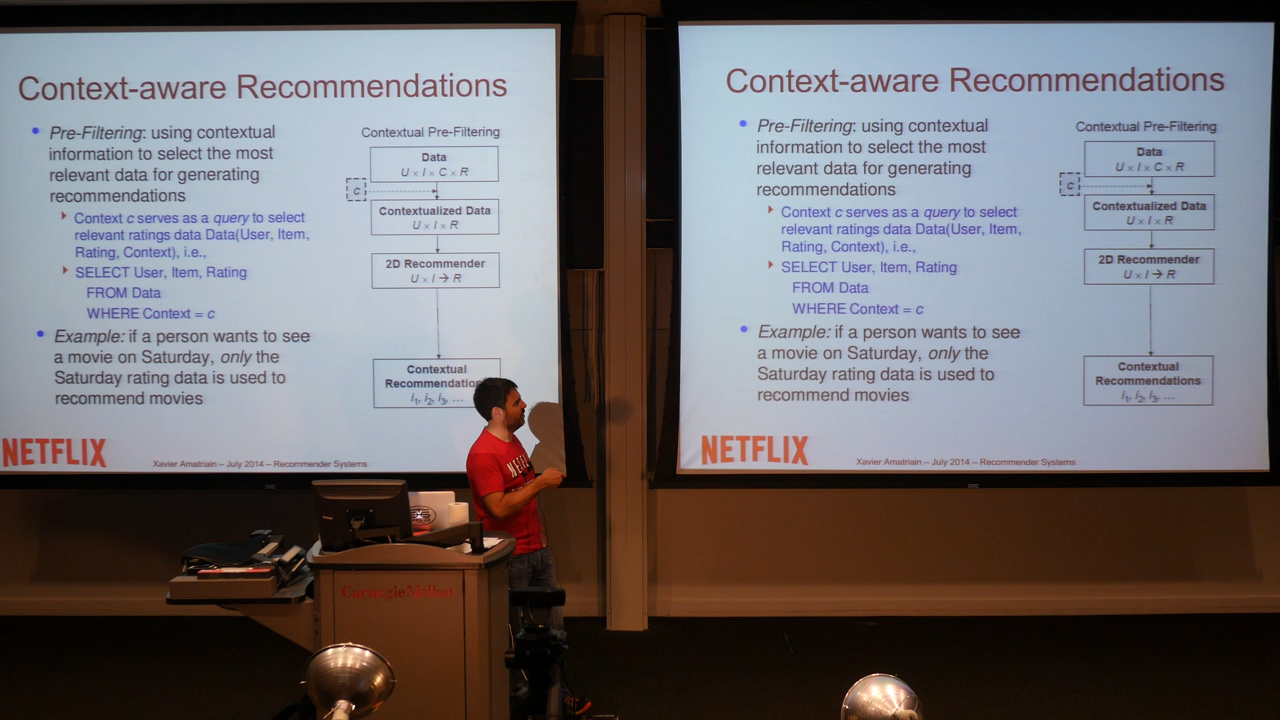 Context-aware Recommendations
• Pre-Filtering: using contextual
information to select the most
relevant data for generating
recommendations
Context c serves as a query to select
relevant ratings data Data(User, Item,
Rating, Context), i.e.,
SELECT User, Item, Rating
FROM Data
WHERE Context = c
• Example: if a person wants to see
a movie on Saturday, only the
Saturday rating data is used to
recommend movies
Contextual Pre-Filtering
Data
U × I × C × R
c
Contextualized Data
U × I × R
2D Recommender
U × I → R
Contextual
Recommendations
i₁, i₂, i₃, ...
NETFLIX
Xavier Amatriain – July 2014 – Recommender Systems
Context-aware Recommendations
• Pre-Filtering: using contextual
information to select the most
relevant data for generating
recommendations
Context c serves as a query to select
relevant ratings data Data(User, Item,
Rating, Context), i.e.,
SELECT User, Item, Rating
FROM Data
WHERE Context = c
• Example: if a person wants to see
a movie on Saturday, only the
Saturday rating data is used to
recommend movies
Contextual Pre-Filtering
Data
U × I × C × R
c
Contextualized Data
U × I × R
2D Recommender
U × I → R
Contextual
Recommendations
i₁, i₂, i₃, ...
NETFLIX
Xavier Amatriain – July 2014 – Recommender Systems
NETFL
Carnegie Mellon